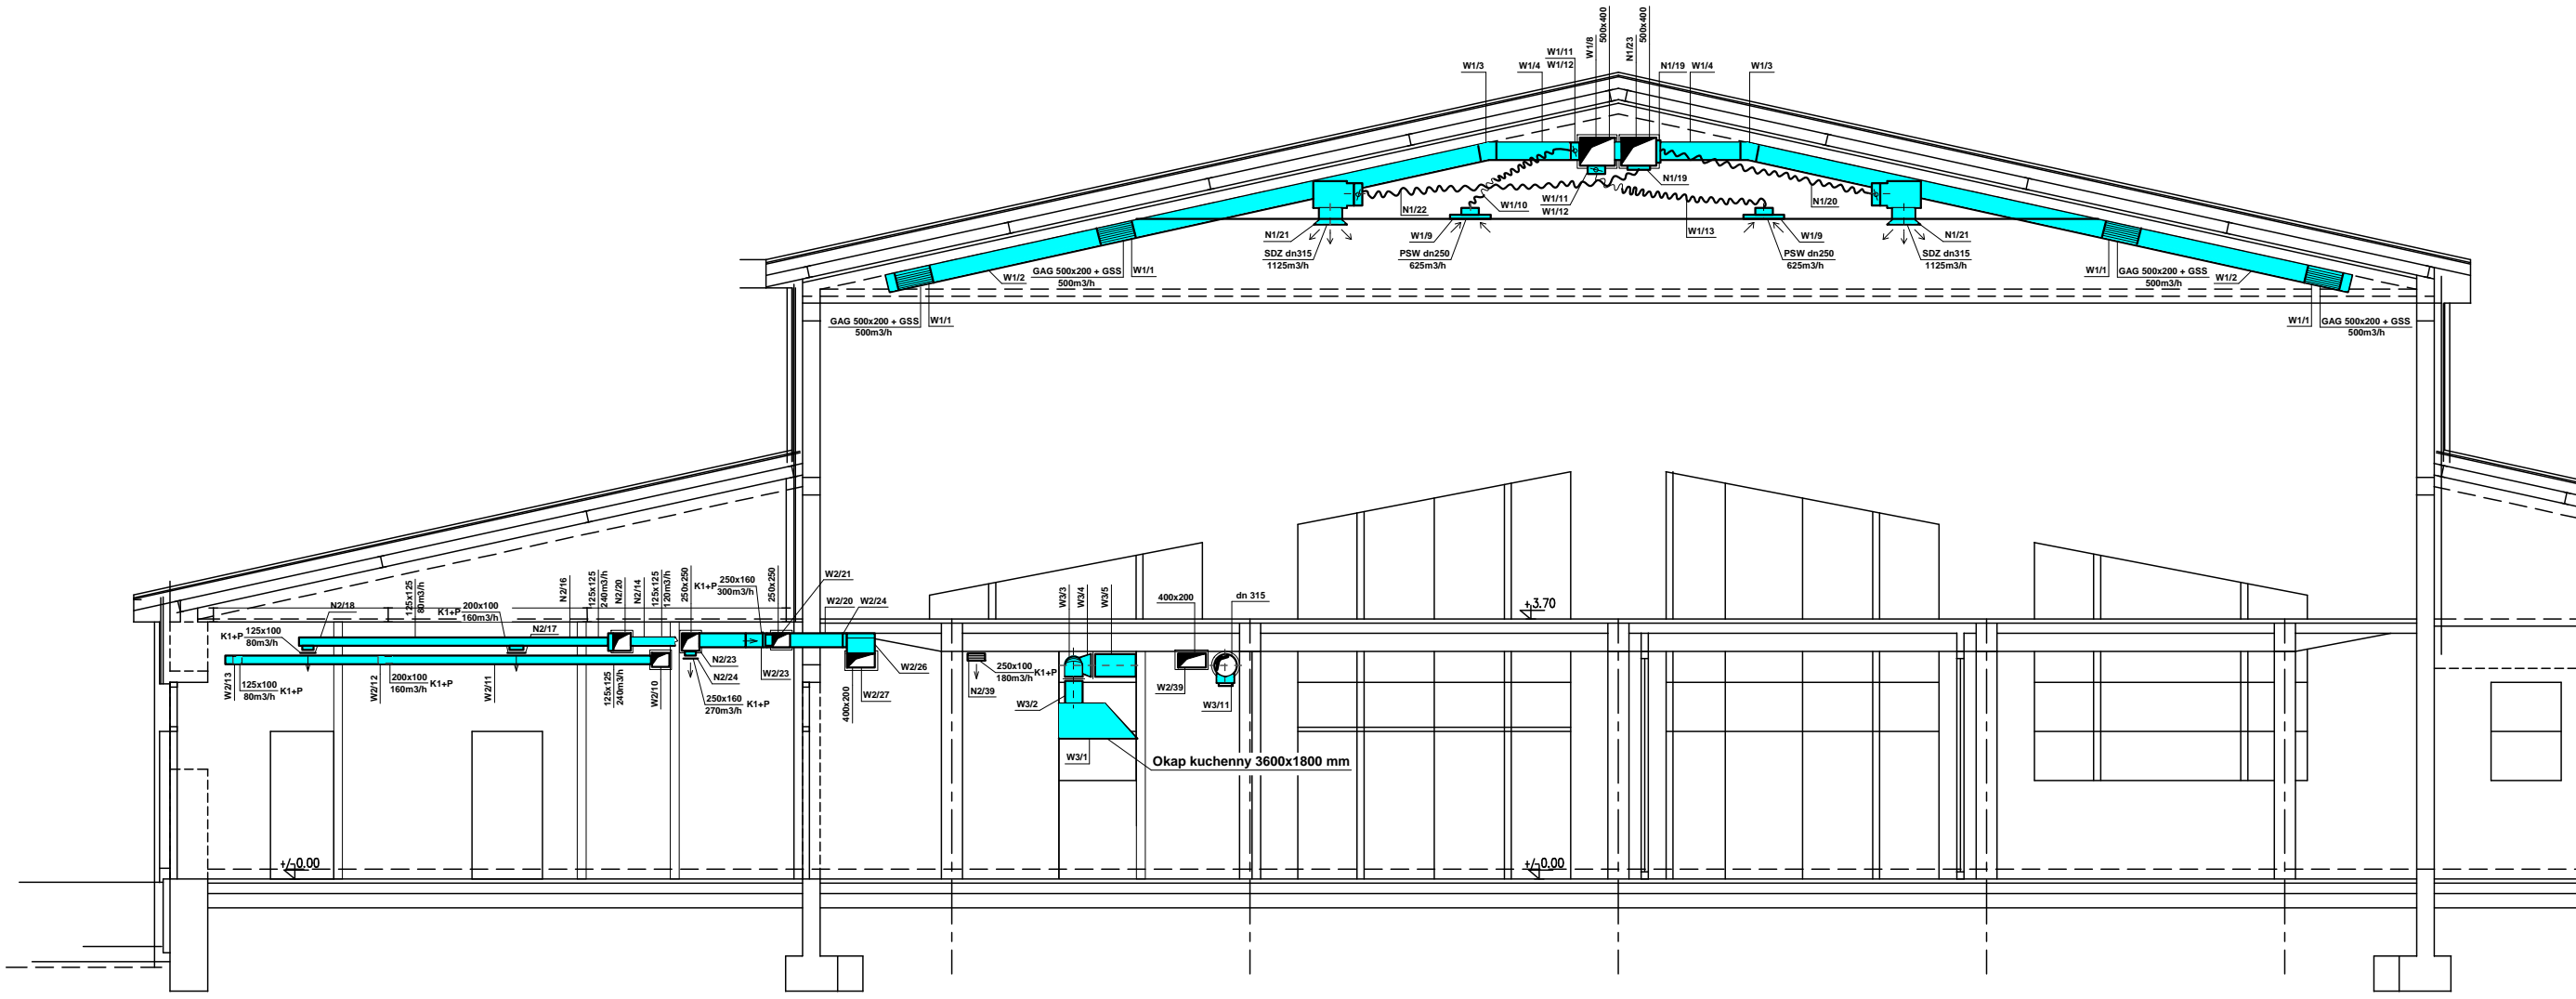 W1/8
500x400
N1/23
500x400
W1/11
W1/12
W1/3
W1/4
N1/19
W1/4
W1/3
N1/19
W1/11
W1/12
W1/10
N1/22
N1/20
W1/13
N1/21
SDZ dn315
1125m3/h
W1/9
PSW dn250
625m3/h
W1/9
PSW dn250
625m3/h
N1/21
SDZ dn315
1125m3/h
W1/2
GAG 500x200 + GSS
500m3/h
W1/1
GAG 500x200 + GSS
500m3/h
W1/1
W1/1
GAG 500x200 + GSS
500m3/h
W1/2
W1/1
GAG 500x200 + GSS
500m3/h
K1+P
125x100
80m3/h
N2/18
125x125
80m3/h
K1+P
200x100
160m3/h
N2/17
N2/16
125x125
240m3/h
N2/20
N2/14
125x125
120m3/h
250x250
K1+P
250x160
300m3/h
250x250
W2/21
W2/20
W2/24
W2/26
W2/27
400x200
W2/23
N2/23
N2/24
250x160
270m3/h
K1+P
W2/13
125x100
80m3/h
K1+P
W2/12
200x100
160m3/h
K1+P
W2/11
125x125
240m3/h
W2/10
N2/39
250x100
180m3/h
K1+P
W3/3
W3/4
W3/5
W3/2
W3/1
Okap kuchenny 3600x1800 mm
400x200
W2/39
dn 315
W3/11
+3.70
+/-0.00
+/-0.00